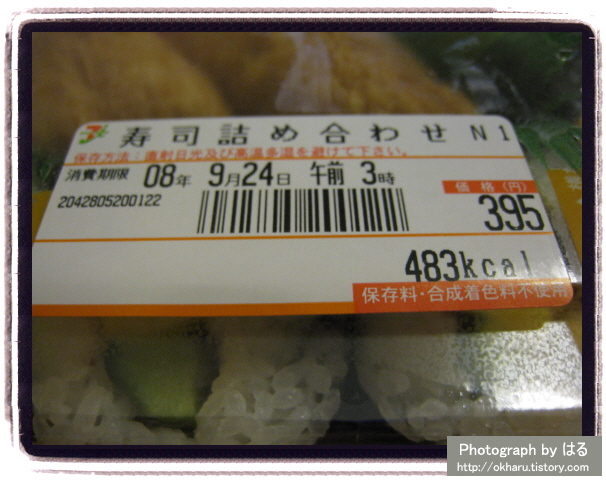 寿司詰め合わせ N1
保存方法：直射日光及び高温多湿を避けて下さい。
消費期限 08年 9月24日 午前 3時
価格(円)
2042805200122
395
483kcal
保存料・合成着色料不使用
Photograph by はる
http://okharu.tistory.com